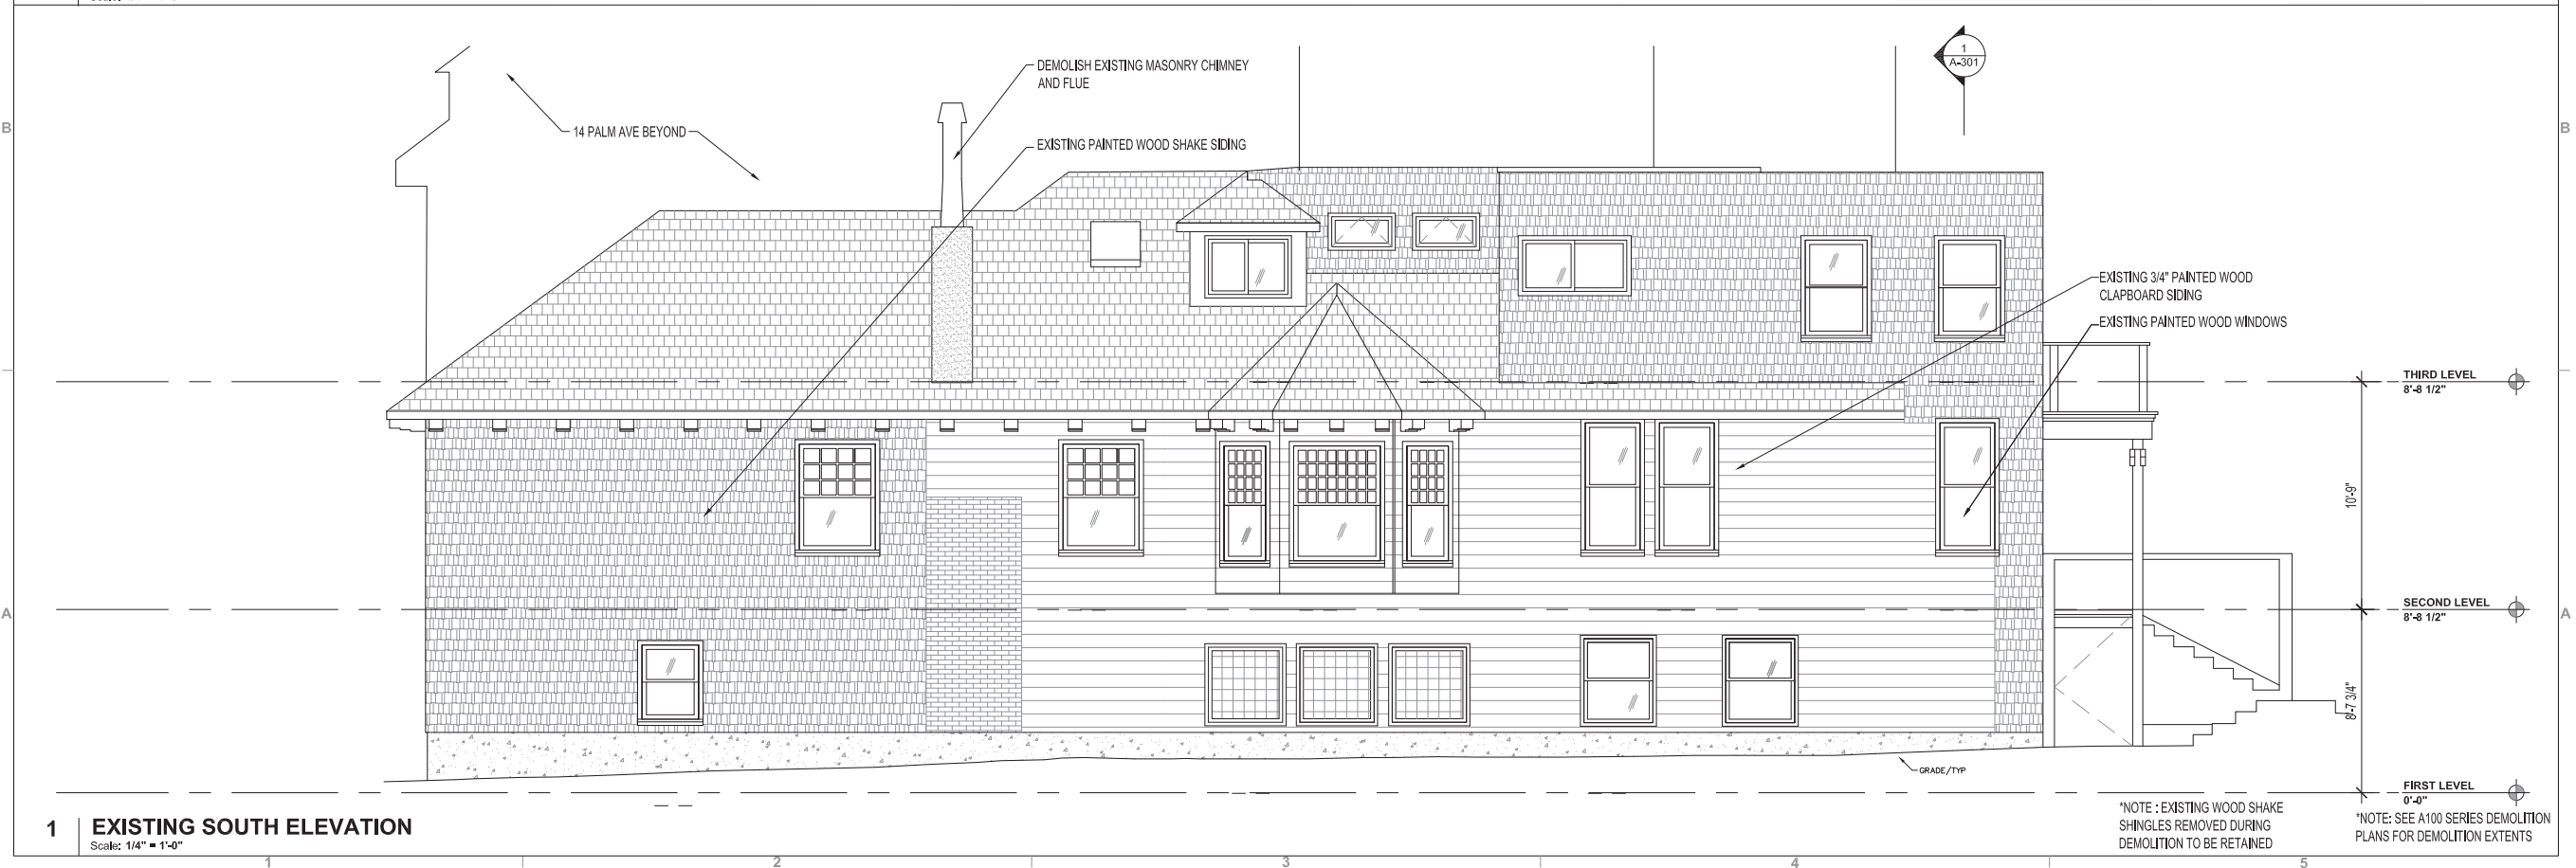 1
A-301
DEMOLISH EXISTING MASONRY CHIMNEY
AND FLUE
B
14 PALM AVE BEYOND
B
EXISTING PAINTED WOOD SHAKE SIDING
EXISTING 3/4" PAINTED WOOD
CLAPBOARD SIDING
EXISTING PAINTED WOOD WINDOWS
THIRD LEVEL
8'-8 1/2"
10'-9"
A
SECOND LEVEL
8'-8 1/2"
A
8'-7 3/4"
GRADE/TYP
FIRST LEVEL
0'-0"
*NOTE : EXISTING WOOD SHAKE
SHINGLES REMOVED DURING
DEMOLITION TO BE RETAINED
*NOTE: SEE A100 SERIES DEMOLITION
PLANS FOR DEMOLITION EXTENTS
1
EXISTING SOUTH ELEVATION
Scale: 1/4" = 1'-0"
1
2
3
4
5